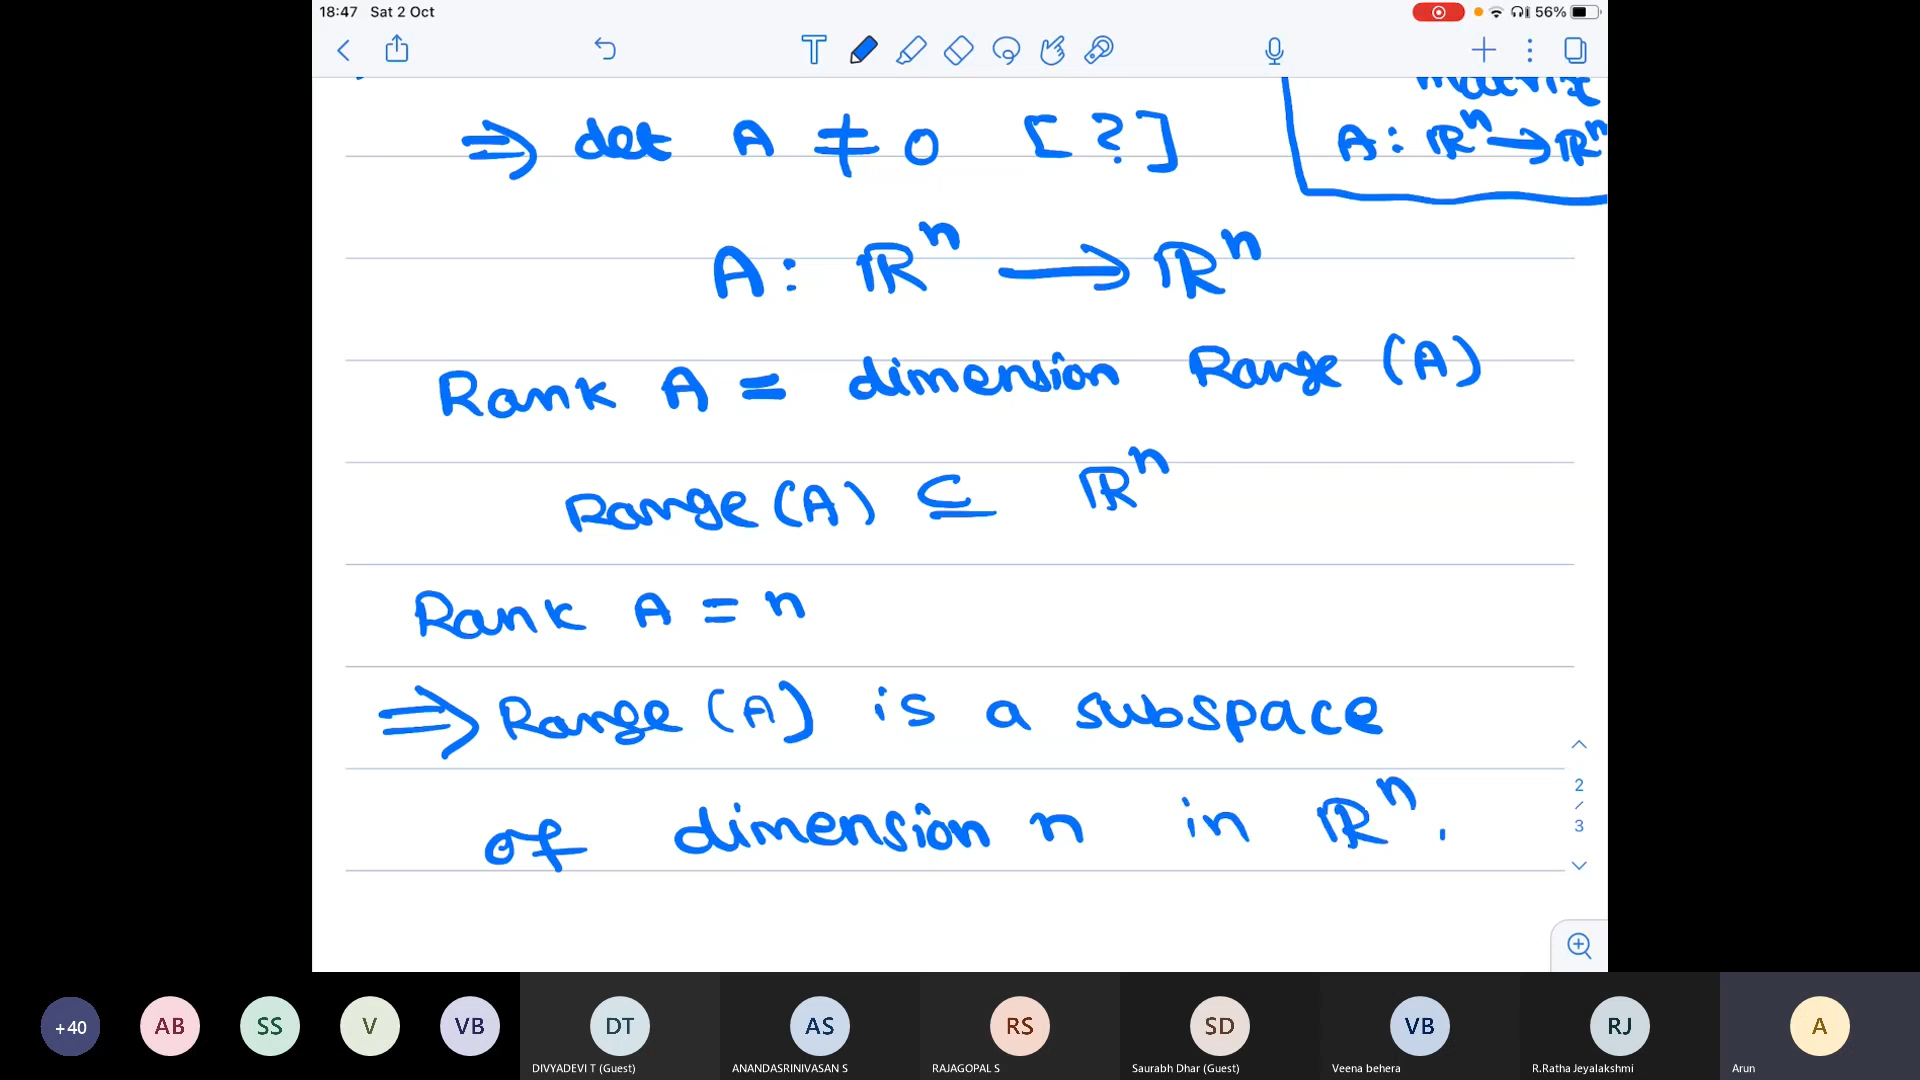 18:47 Sat 2 Oct 56%
matrix
⇒ det A ≠ 0 [?]
A: ℝⁿ → ℝⁿ
A: ℝⁿ ⟶ ℝⁿ
Rank A = dimension Range (A)
Range (A) ⊆ ℝⁿ
Rank A = n
⇒ Range (A) is a subspace
of dimension n in ℝⁿ.
2
/
3
+40 AB SS V VB DT AS RS SD VB RJ A
DIVYADEVI T (Guest) ANANDASRINIVASAN S RAJAGOPAL S Saurabh Dhar (Guest) Veena behera R.Ratha Jeyalakshmi Arun